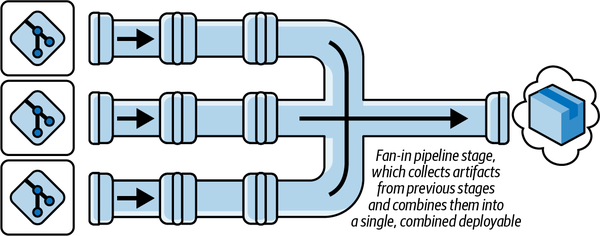 Fan-in pipeline stage,
which collects artifacts
from previous stages
and combines them into
a single, combined deployable